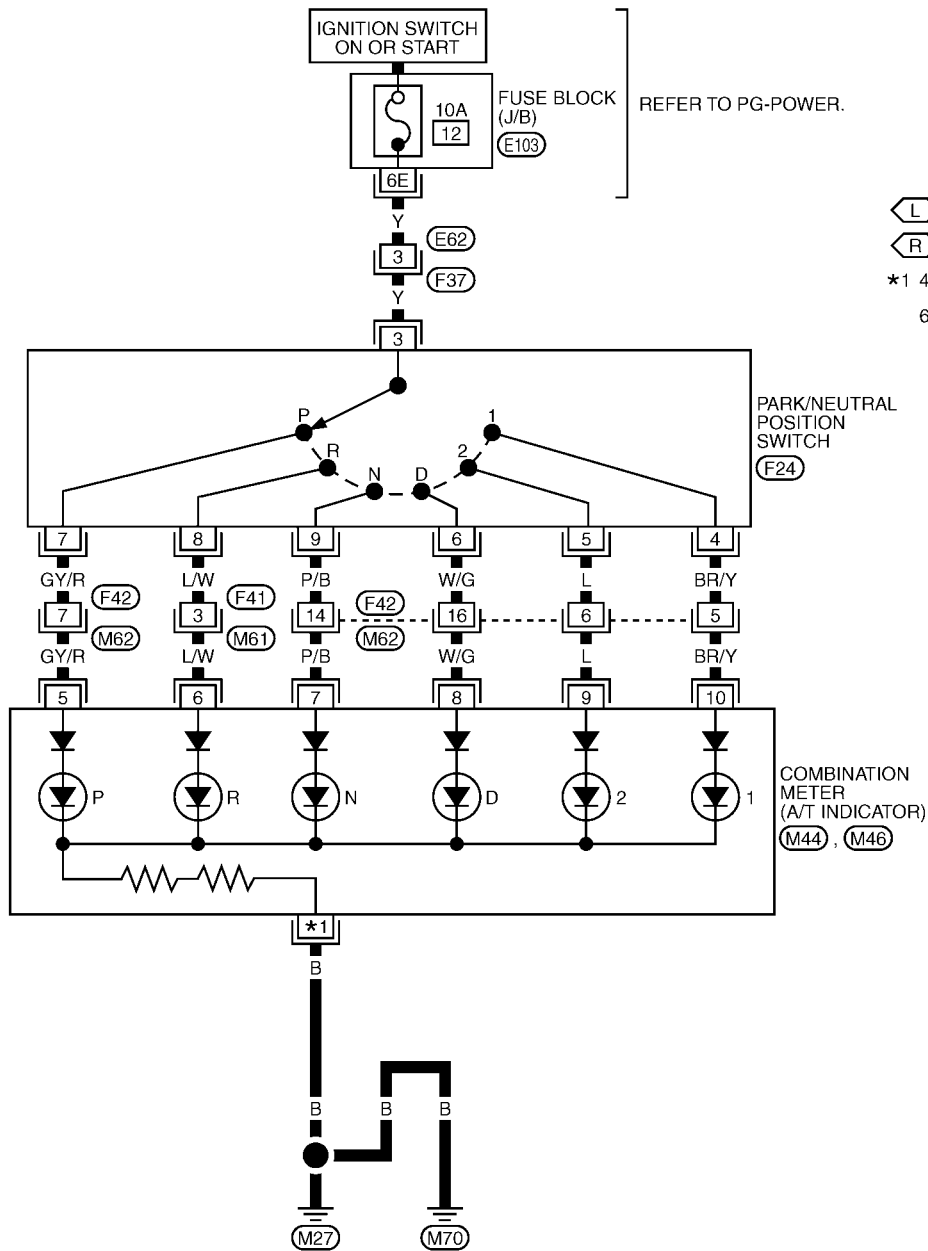 IGNITION SWITCH
ON OR START
10A
12
FUSE BLOCK
(J/B)
E103
REFER TO PG-POWER.
6E
Y
E62
3
F37
Y
3
L
R
*1 4
6
PARK/NEUTRAL
POSITION
SWITCH
F24
P R N D 2 1
7 8 9 6 5 4
GY/R L/W P/B W/G L BR/Y
F42 F41 F42
7 3 14 16 6 5
M62 M61 M62
GY/R L/W P/B W/G L BR/Y
5 6 7 8 9 10
P R N D 2 1
COMBINATION
METER
(A/T INDICATOR)
M44 , M46
*1
B
B B B
M27 M70